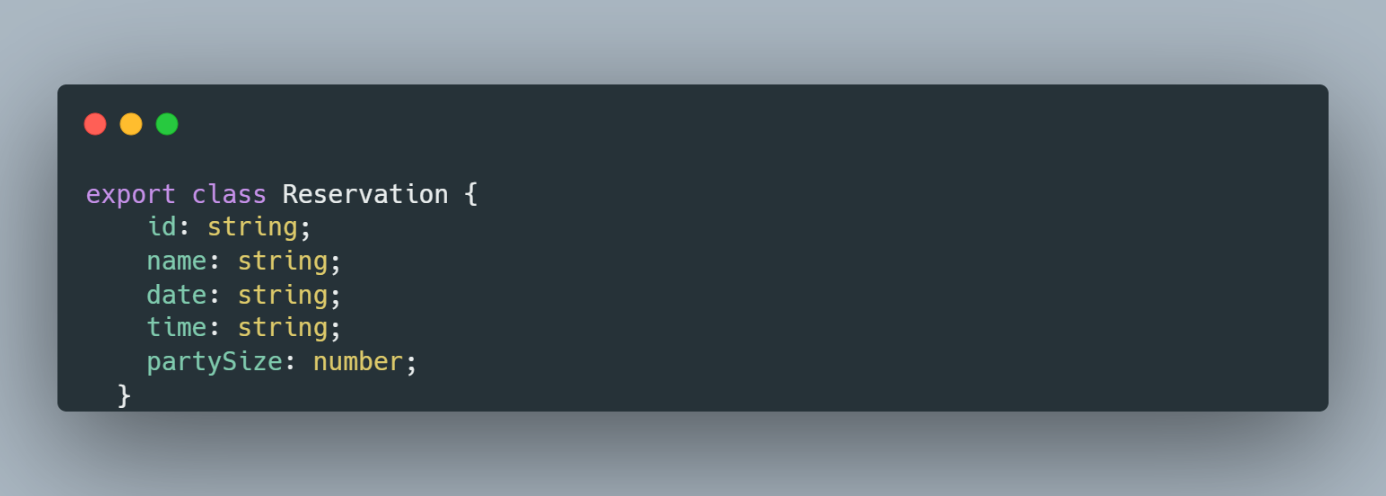 export class Reservation {
    id: string;
    name: string;
    date: string;
    time: string;
    partySize: number;
  }